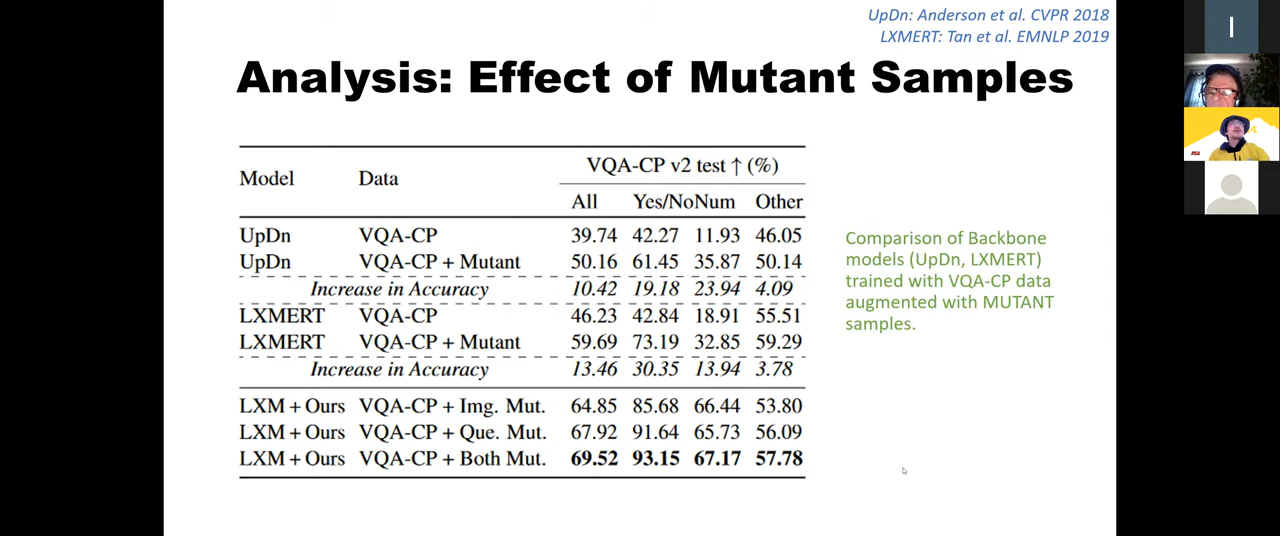 UpDn: Anderson et al. CVPR 2018
LXMERT: Tan et al. EMNLP 2019
Analysis: Effect of Mutant Samples
Model Data VQA-CP v2 test ↑ (%)
All Yes/No Num Other
UpDn VQA-CP 39.74 42.27 11.93 46.05
UpDn VQA-CP + Mutant 50.16 61.45 35.87 50.14
Increase in Accuracy 10.42 19.18 23.94 4.09
LXMERT VQA-CP 46.23 42.84 18.91 55.51
LXMERT VQA-CP + Mutant 59.69 73.19 32.85 59.29
Increase in Accuracy 13.46 30.35 13.94 3.78
LXM + Ours VQA-CP + Img. Mut. 64.85 85.68 66.44 53.80
LXM + Ours VQA-CP + Que. Mut. 67.92 91.64 65.73 56.09
LXM + Ours VQA-CP + Both Mut. 69.52 93.15 67.17 57.78
Comparison of Backbone
models (UpDn, LXMERT)
trained with VQA-CP data
augmented with MUTANT
samples.
I
ASU